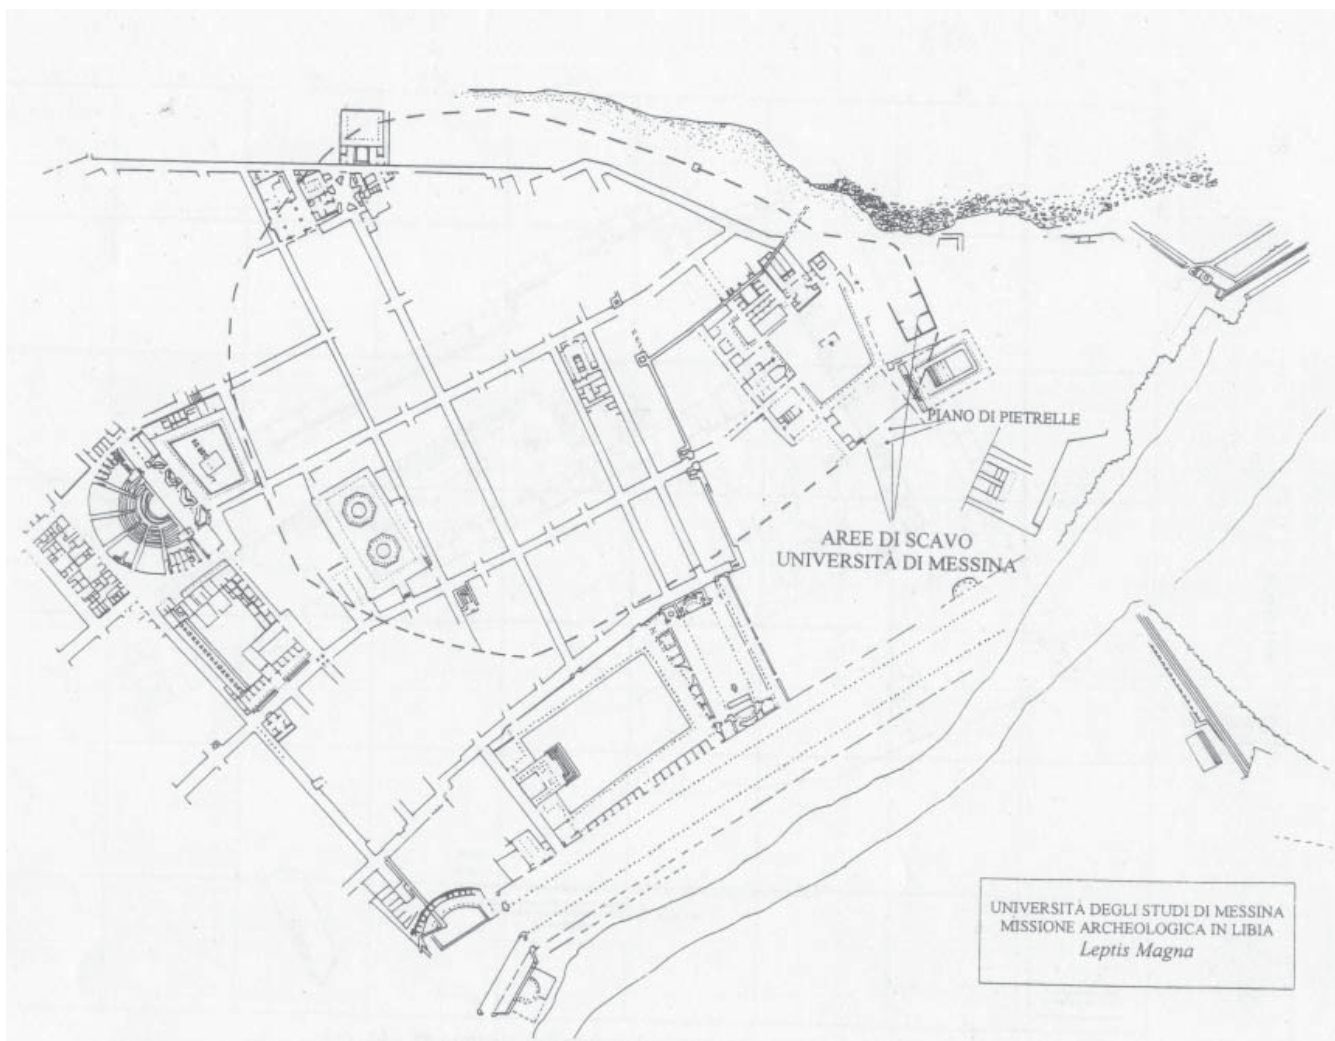 PIANO DI PIETRELLE
AREE DI SCAVO
UNIVERSITÀ DI MESSINA
UNIVERSITÀ DEGLI STUDI DI MESSINA
MISSIONE ARCHEOLOGICA IN LIBIA
Leptis Magna